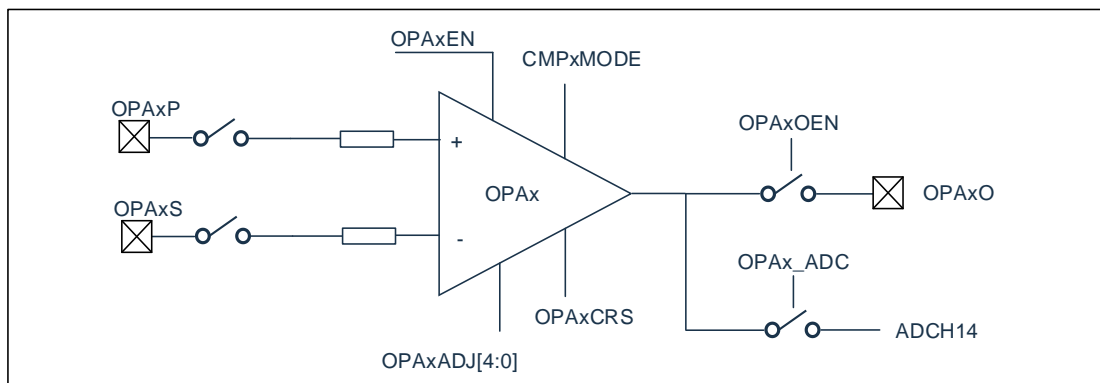 OPAxEN
CMPxMODE
OPAxP
OPAxOEN
+
OPAx
OPAxO
OPAxS
-
OPAx_ADC
OPAxCRS
ADCH14
OPAxADJ[4:0]